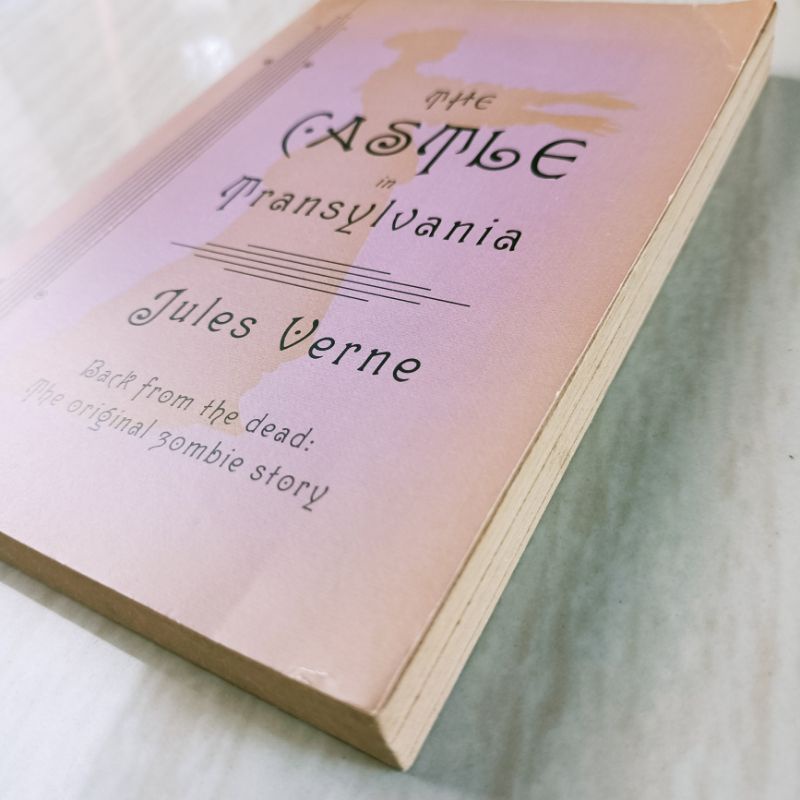 THE
CASTLE
in
Transylvania
Jules Verne
Back from the dead:
The original zombie story